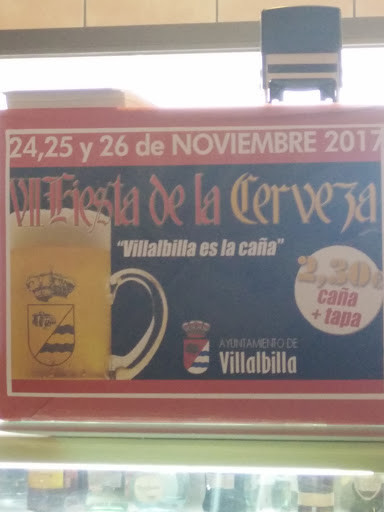 24,25 y 26 de NOVIEMBRE 2017
VII Fiesta de la Cerveza
"Villalbilla es la caña"
2,30€
caña
+ tapa
AYUNTAMIENTO DE
Villalbilla